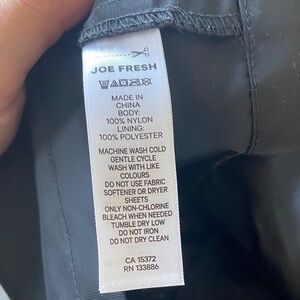 JOE FRESH
MADE IN
CHINA
BODY:
100% NYLON
LINING:
100% POLYESTER
MACHINE WASH COLD
GENTLE CYCLE
WASH WITH LIKE
COLOURS
DO NOT USE FABRIC
SOFTENER OR DRYER
SHEETS
ONLY NON-CHLORINE
BLEACH WHEN NEEDED
TUMBLE DRY LOW
DO NOT IRON
DO NOT DRY CLEAN
CA 15372
RN 133886